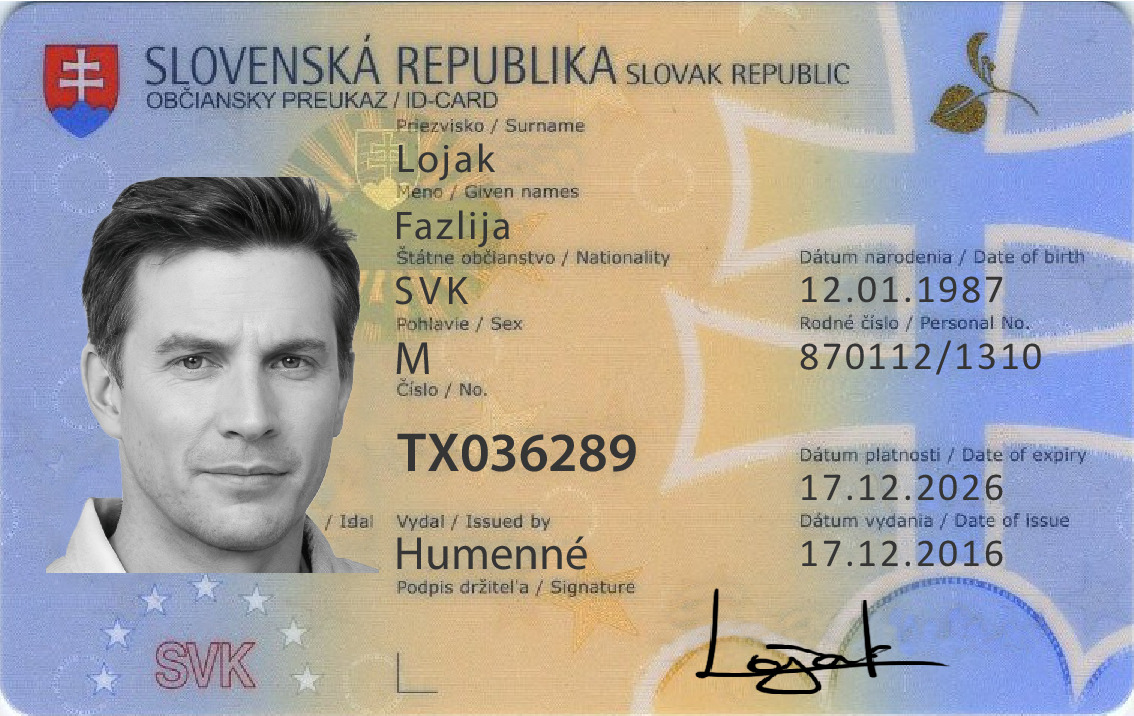 SLOVENSKÁ REPUBLIKA SLOVAK REPUBLIC
OBČIANSKY PREUKAZ / ID-CARD
Priezvisko / Surname
Lojak
Meno / Given names
Fazlija
Štátne občianstvo / Nationality
SVK
Pohlavie / Sex
M
Číslo / No.
TX036289
Dátum narodenia / Date of birth
12.01.1987
Rodné číslo / Personal No.
870112/1310
Dátum platnosti / Date of expiry
17.12.2026
Dátum vydania / Date of issue
17.12.2016
Vydal / Issued by
Humenné
Podpis držiteľa / Signature
Lojak
SVK